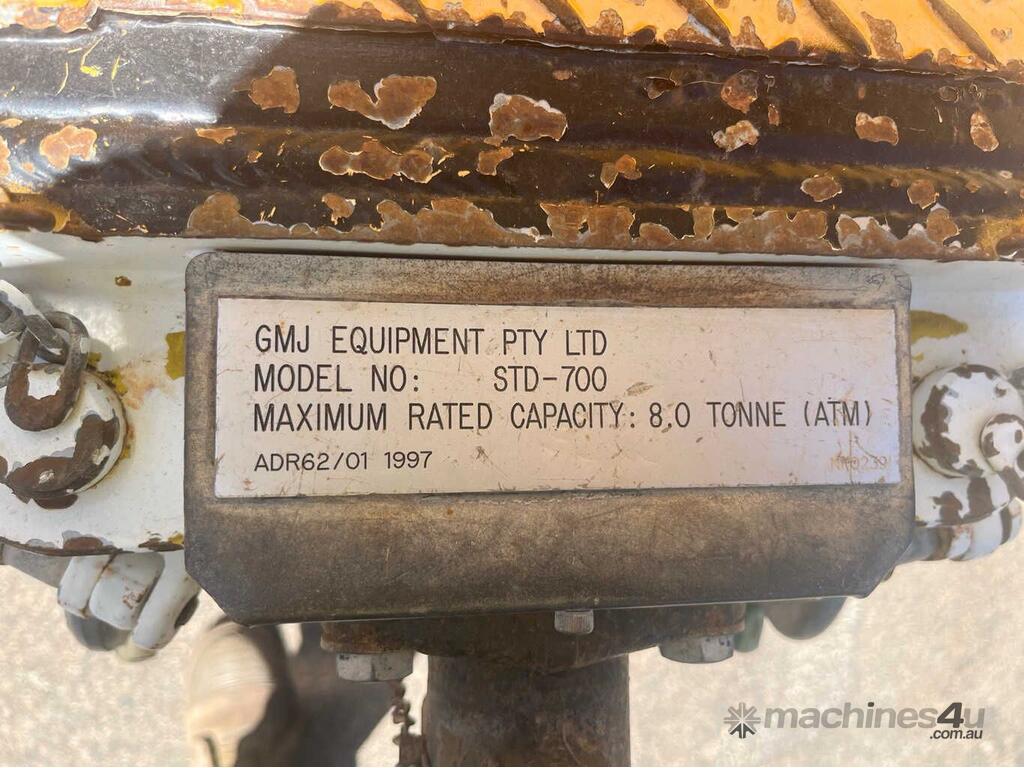 GMJ EQUIPMENT PTY LTD
MODEL NO: STD-700
MAXIMUM RATED CAPACITY: 8.0 TONNE (ATM)
ADR62/01 1997
machines4u
.com.au